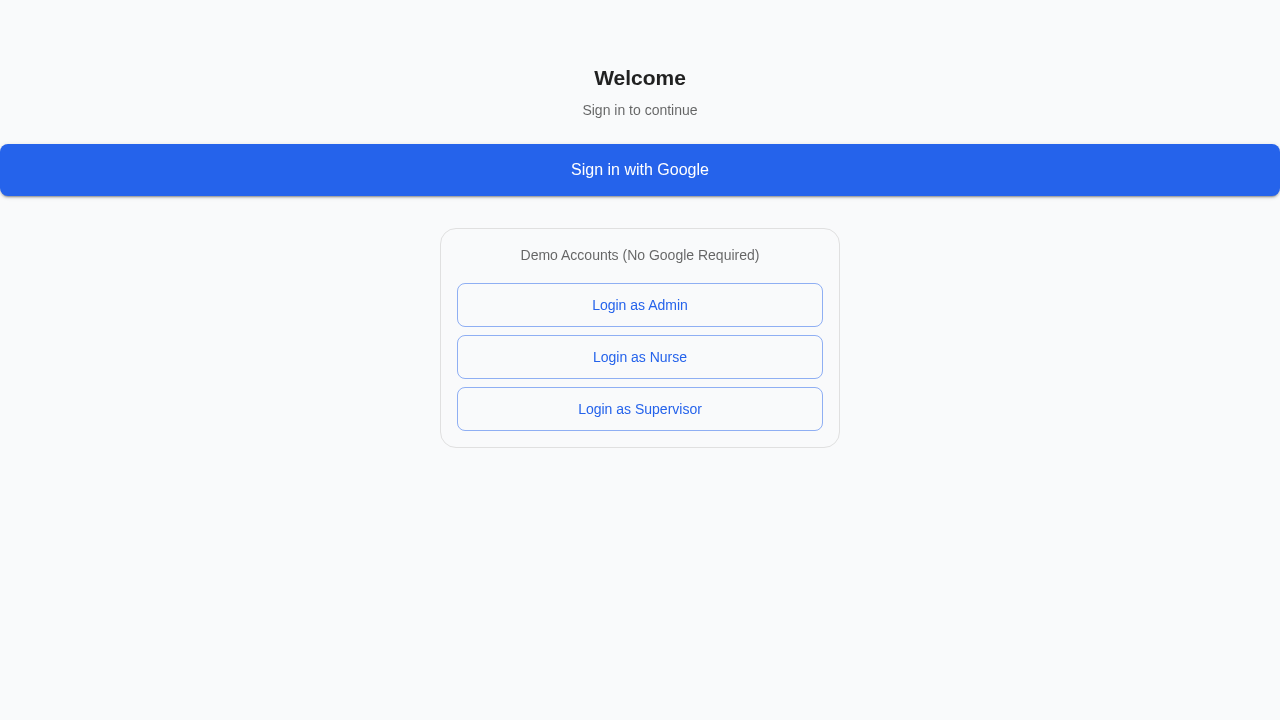 Welcome
Sign in to continue
Sign in with Google
Demo Accounts (No Google Required)
Login as Admin
Login as Nurse
Login as Supervisor